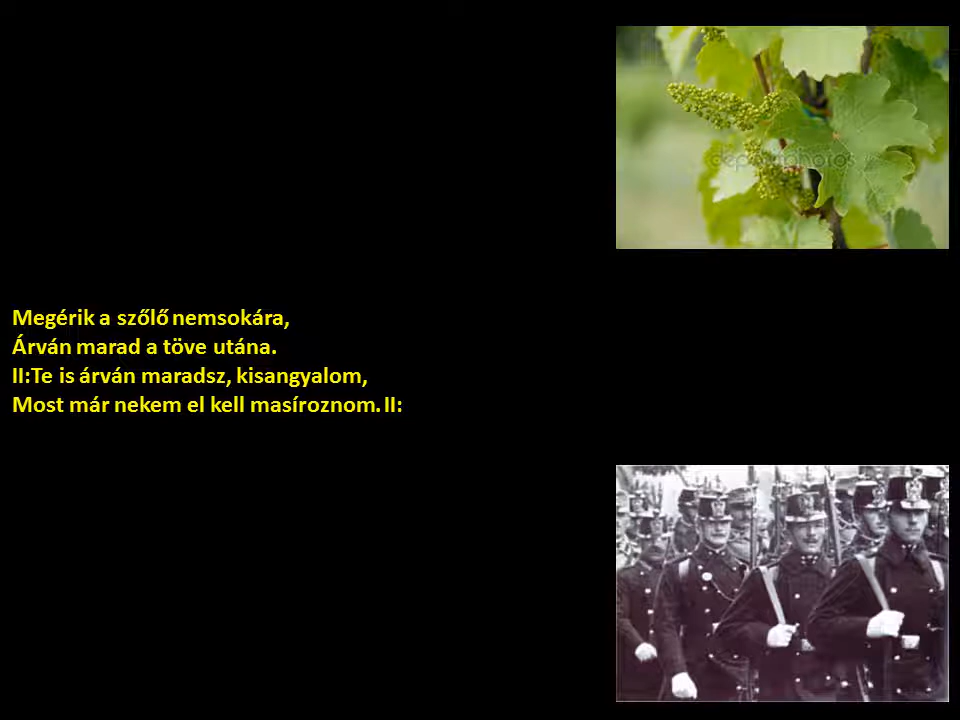 depositphotos
Megérik a szőlő nemsokára,
Árván marad a töve utána.
II:Te is árván maradsz, kisangyalom,
Most már nekem el kell masíroznom. II: